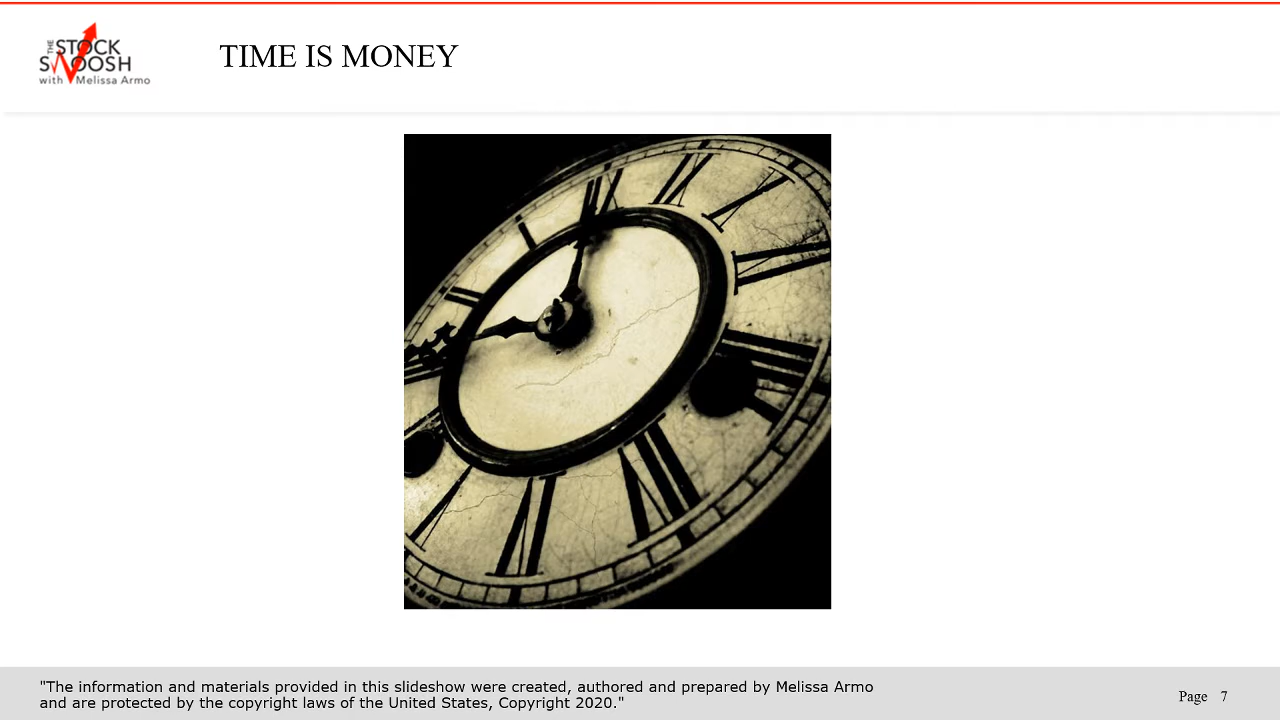 THE
STOCK
SWOOSH
with Melissa Armo
TIME IS MONEY
"The information and materials provided in this slideshow were created, authored and prepared by Melissa Armo
and are protected by the copyright laws of the United States, Copyright 2020."
Page 7